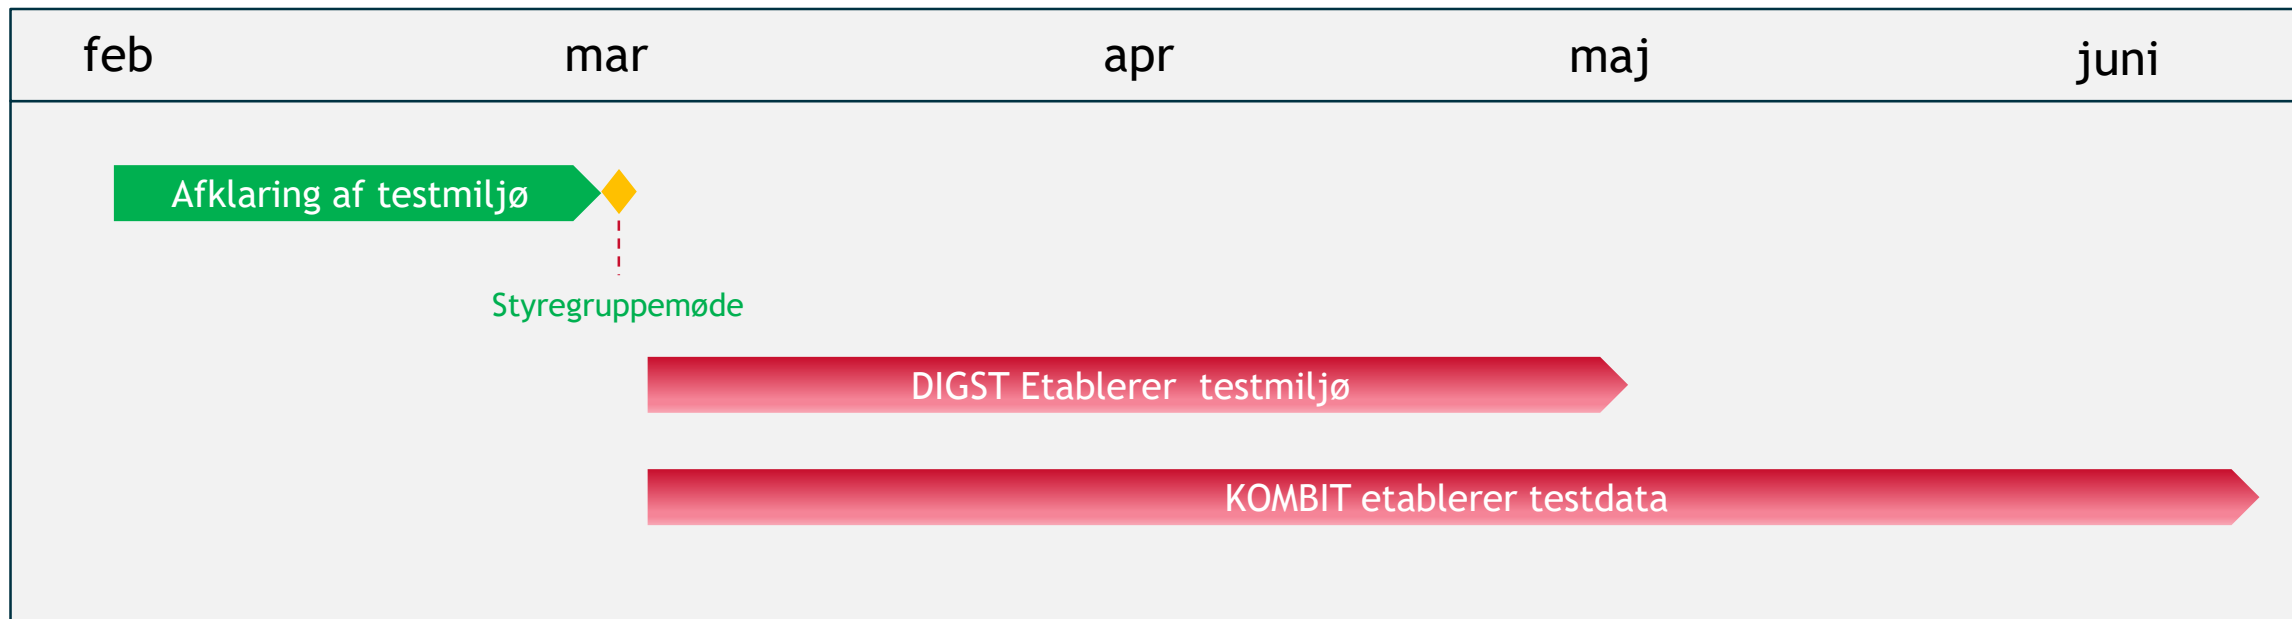 feb mar apr maj juni
Afklaring af testmiljø
Styregruppemøde
DIGST Etablerer  testmiljø
KOMBIT etablerer testdata